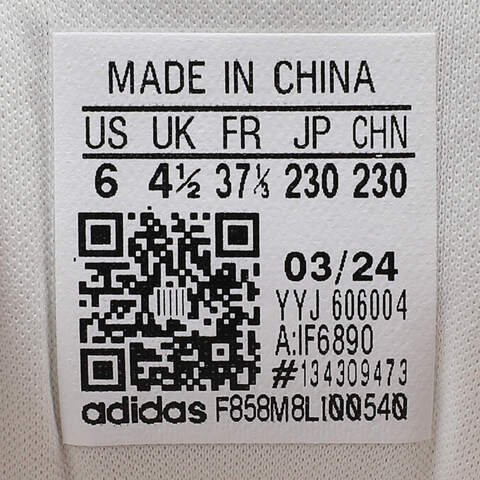 MADE IN CHINA
US UK FR JP CHN
6 4½ 37⅓ 230 230
03/24
YYJ 606004
A:IF6890
#134309473
adidas F858M8L100540